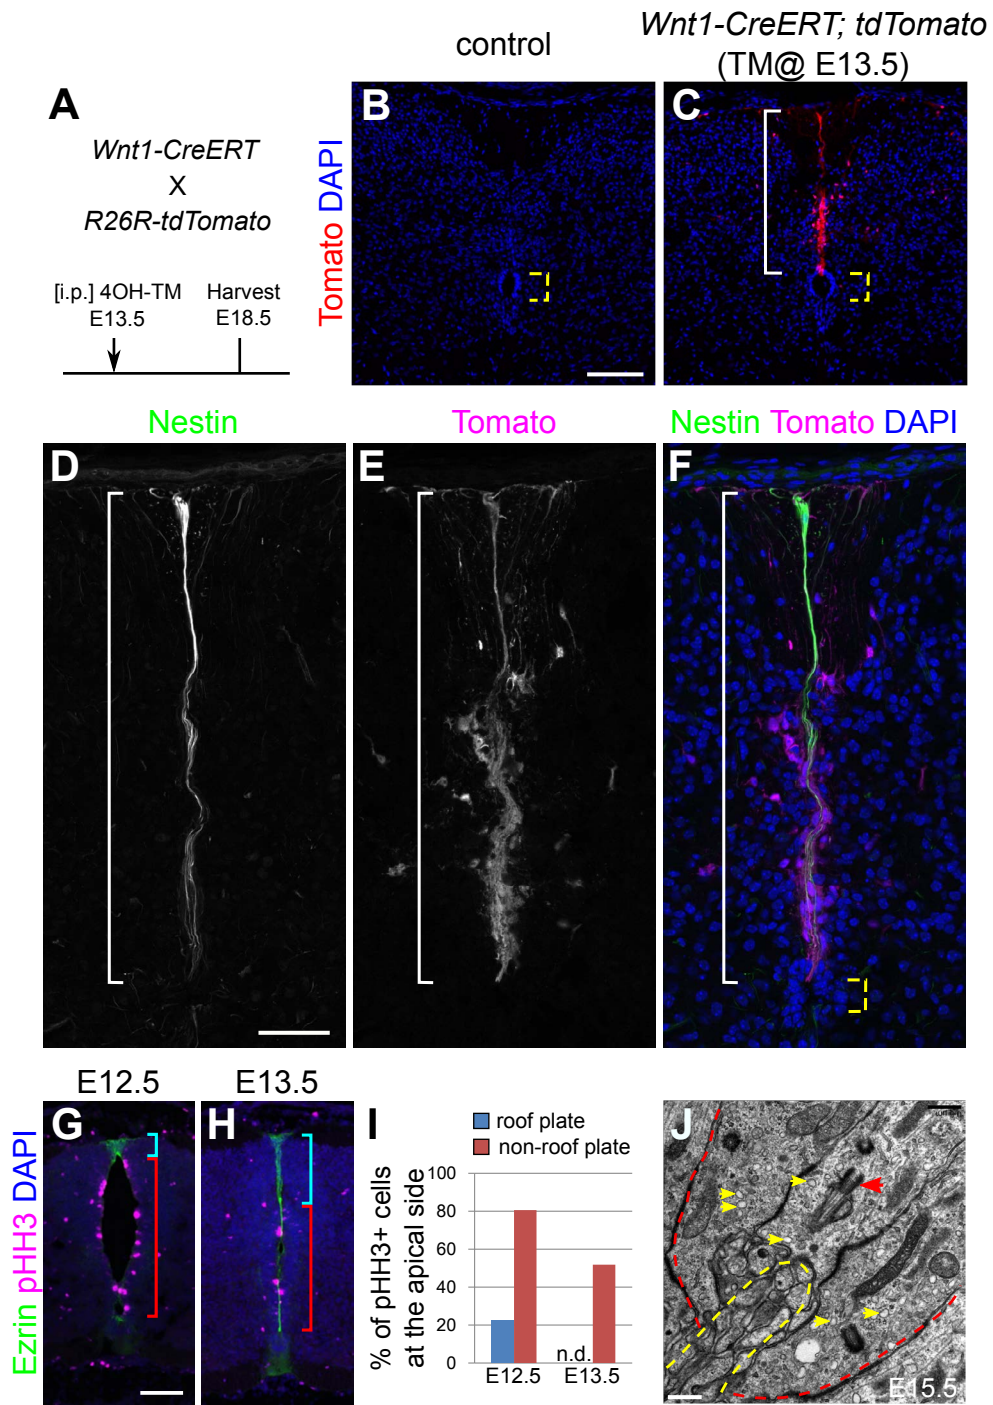 control
Wnt1-CreERT; tdTomato
(TM@ E13.5)
A
Wnt1-CreERT
X
R26R-tdTomato
[i.p.] 4OH-TM
E13.5
Harvest
E18.5
Tomato DAPI
B
C
Nestin
Tomato
Nestin Tomato DAPI
D
E
F
E12.5
E13.5
Ezrin pHH3 DAPI
G
H
I
roof plate
non-roof plate
% of pHH3+ cells
at the apical side
100
80
60
40
20
0
n.d.
E12.5
E13.5
J
E15.5